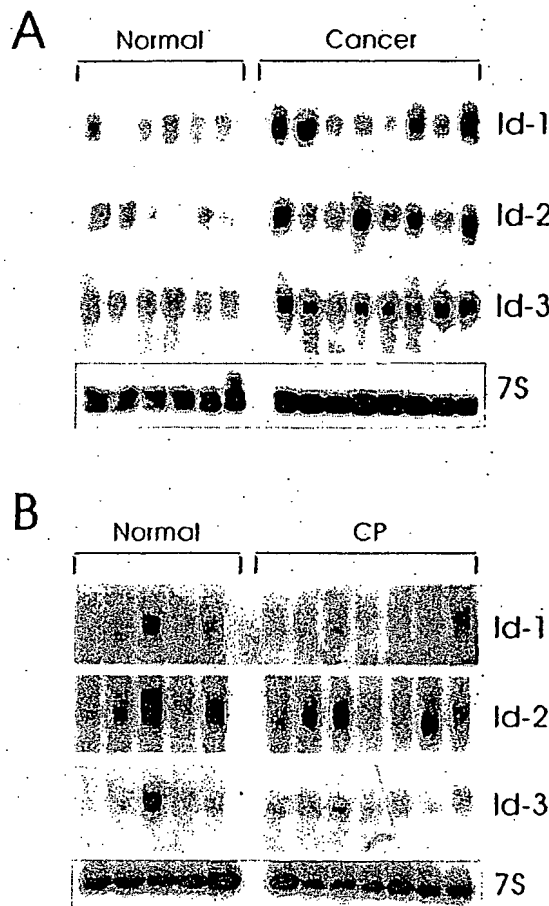 A
Normal Cancer
Id-1
Id-2
Id-3
7S
B
Normal CP
Id-1
Id-2
Id-3
7S